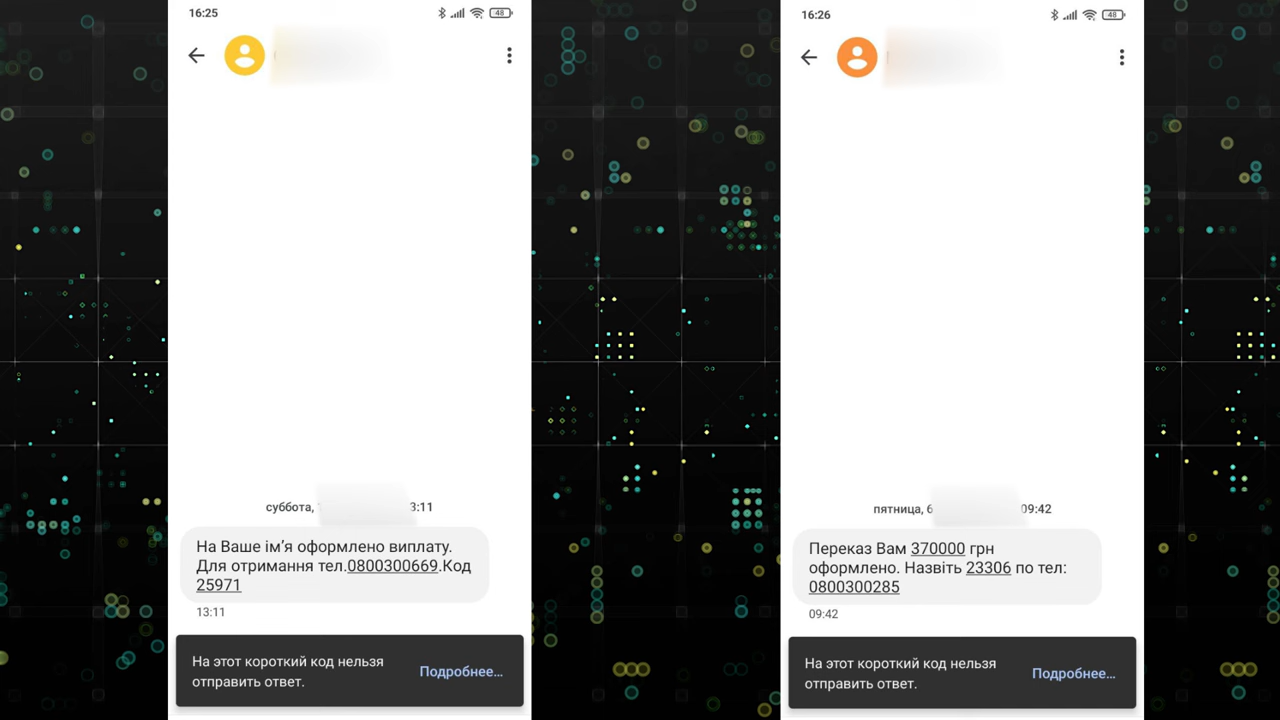 16:25
48
суббота,
3:11
На Ваше ім’я оформлено виплату.
Для отримання тел.0800300669.Код
25971
13:11
На этот короткий код нельзя
отправить ответ.
Подробнее…
16:26
48
пятница, 6
09:42
Переказ Вам 370000 грн
оформлено. Назвіть 23306 по тел:
0800300285
09:42
На этот короткий код нельзя
отправить ответ.
Подробнее…